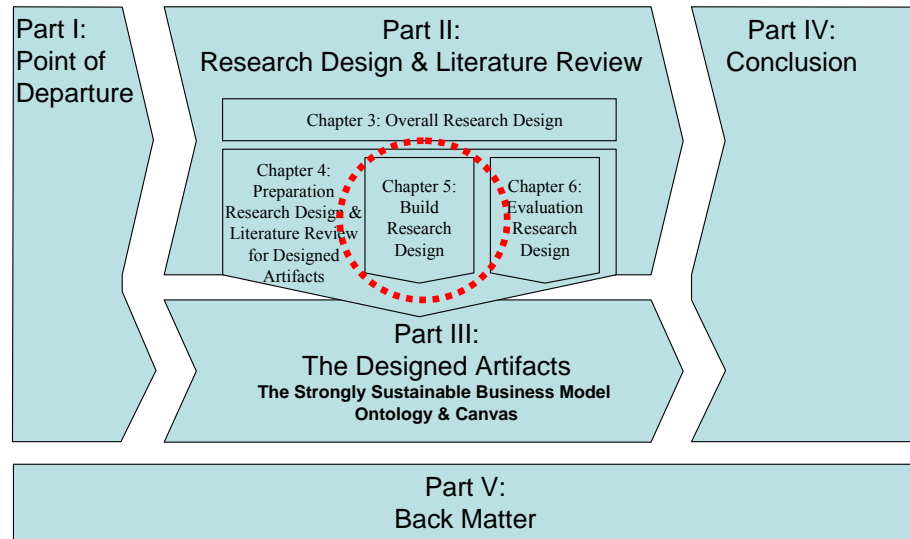 Part I:
Point of
Departure
Part II:
Research Design & Literature Review
Chapter 3: Overall Research Design
Chapter 4:
Preparation
Research Design &
Literature Review
for Designed
Artifacts
Chapter 5:
Build
Research
Design
Chapter 6:
Evaluation
Research
Design
Part III:
The Designed Artifacts
The Strongly Sustainable Business Model
Ontology & Canvas
Part IV:
Conclusion
Part V:
Back Matter